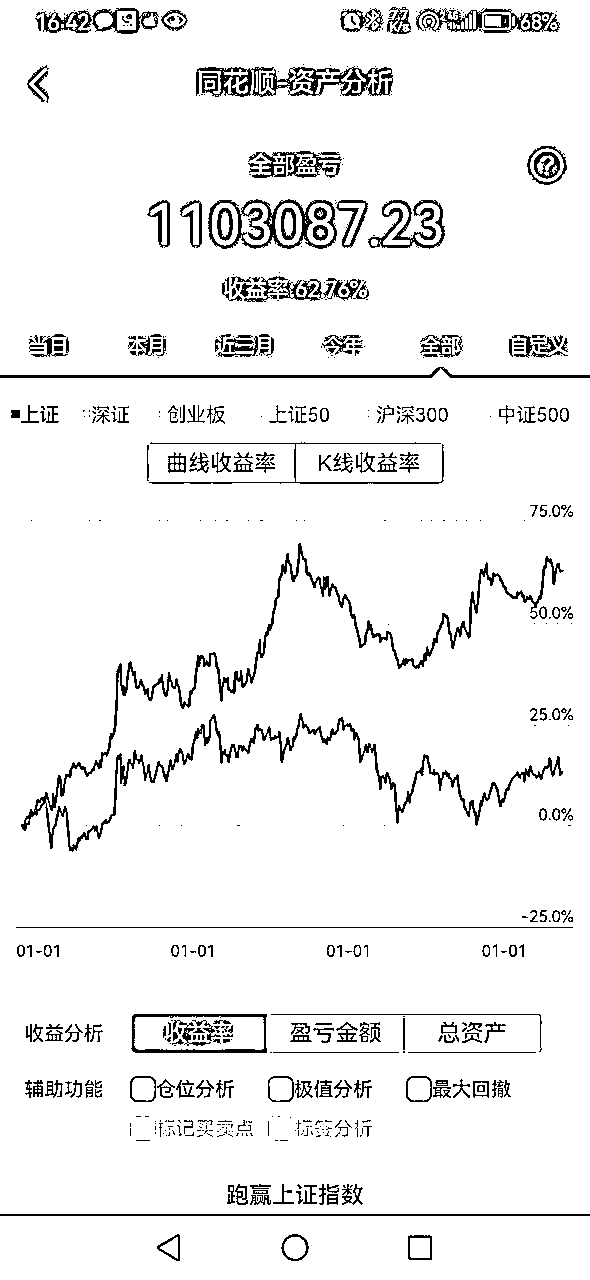 16:42 68%
同花顺-资产分析
全部盈亏
1103087.23
收益率:62.76%
当日 本月 近三月 今年 全部 自定义
上证 深证 创业板 上证50 沪深300 中证500
曲线收益率 K线收益率
75.0%
50.0%
25.0%
0.0%
-25.0%
01-01 01-01 01-01 01-01
收益分析 收益率 盈亏金额 总资产
辅助功能 仓位分析 极值分析 最大回撤
标记买卖点 标签分析
跑赢上证指数